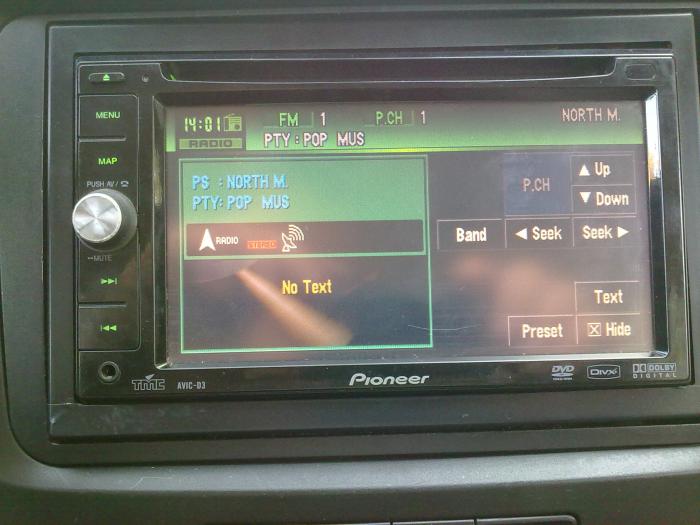 MENU
MAP
PUSH AV/
MUTE
14:01
RADIO
FM 1
P.CH 1
NORTH M.
PTY : POP MUS
PS : NORTH M.
PTY: POP MUS
RADIO
STEREO
No Text
P.CH
▲ Up
▼ Down
Band
◄ Seek
Seek ►
Text
Preset
Hide
TMC
AVIC-D3
Pioneer
DVD
DIVX
DOLBY
DIGITAL